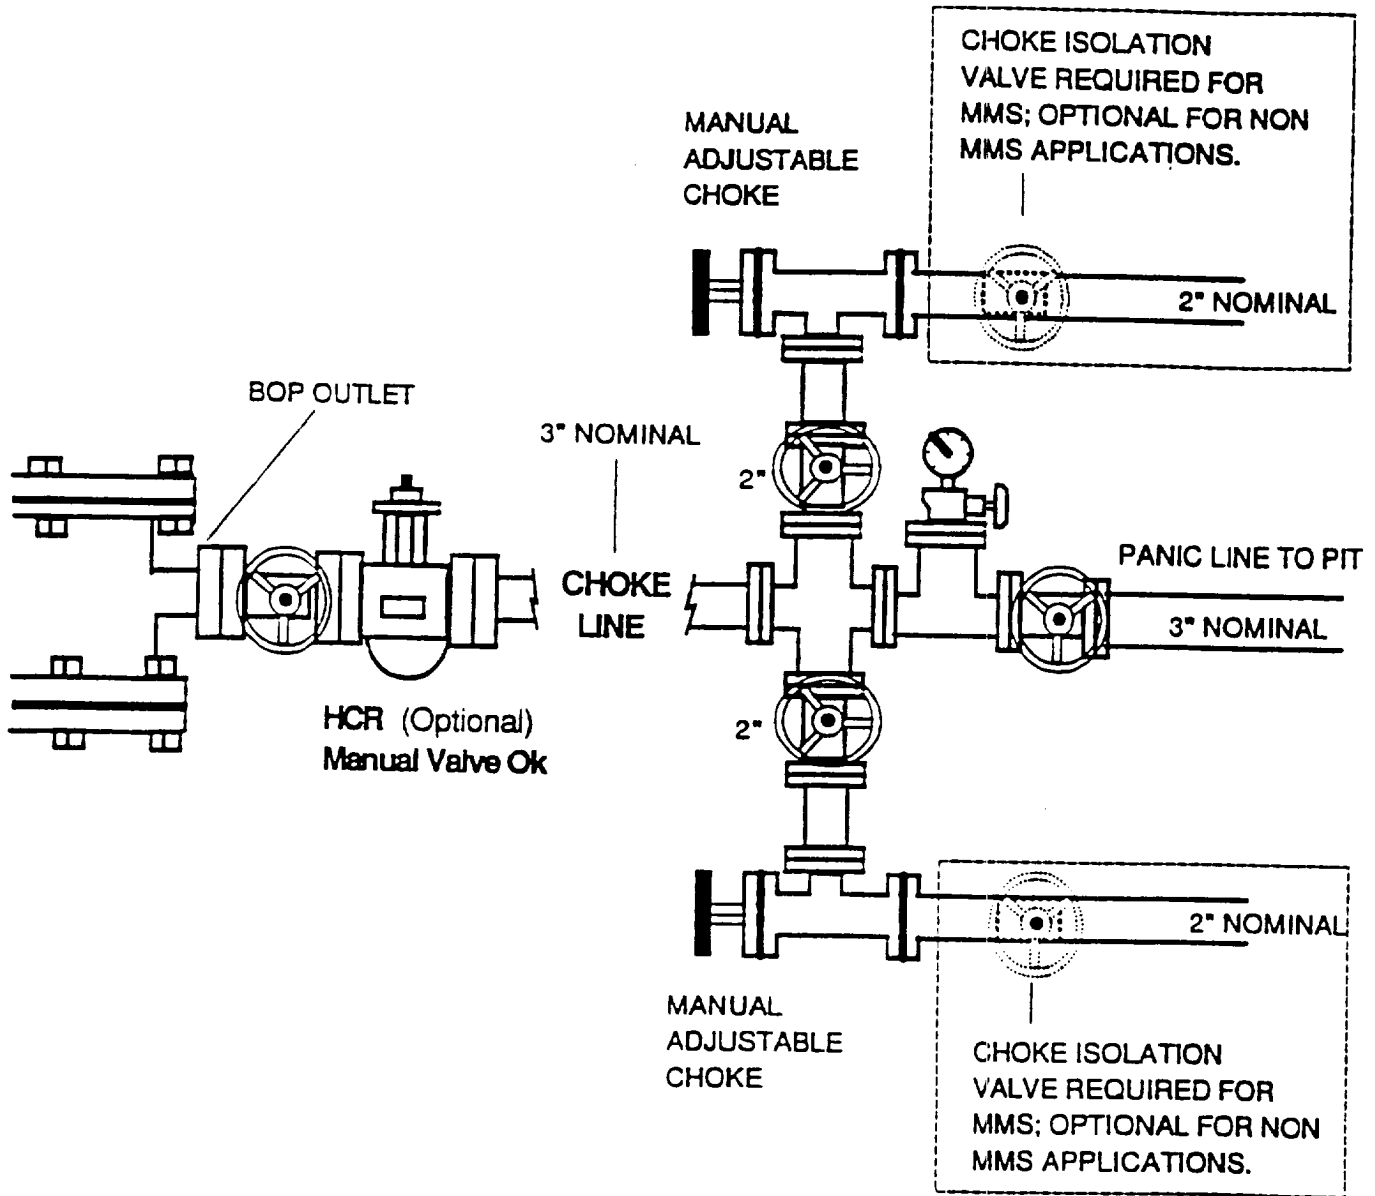 CHOKE ISOLATION
VALVE REQUIRED FOR
MMS; OPTIONAL FOR NON
MMS APPLICATIONS.
MANUAL
ADJUSTABLE
CHOKE
2" NOMINAL
BOP OUTLET
3" NOMINAL
2"
PANIC LINE TO PIT
CHOKE
LINE
3" NOMINAL
HCR (Optional)
Manual Valve Ok
2"
2" NOMINAL
MANUAL
ADJUSTABLE
CHOKE
CHOKE ISOLATION
VALVE REQUIRED FOR
MMS; OPTIONAL FOR NON
MMS APPLICATIONS.